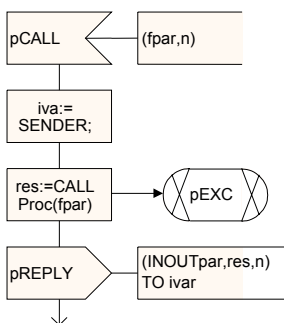 pCALL
(fpar,n)
iva:=
SENDER;
res:=CALL
Proc(fpar)
pEXC
pREPLY
(INOUTpar,res,n)
TO ivar